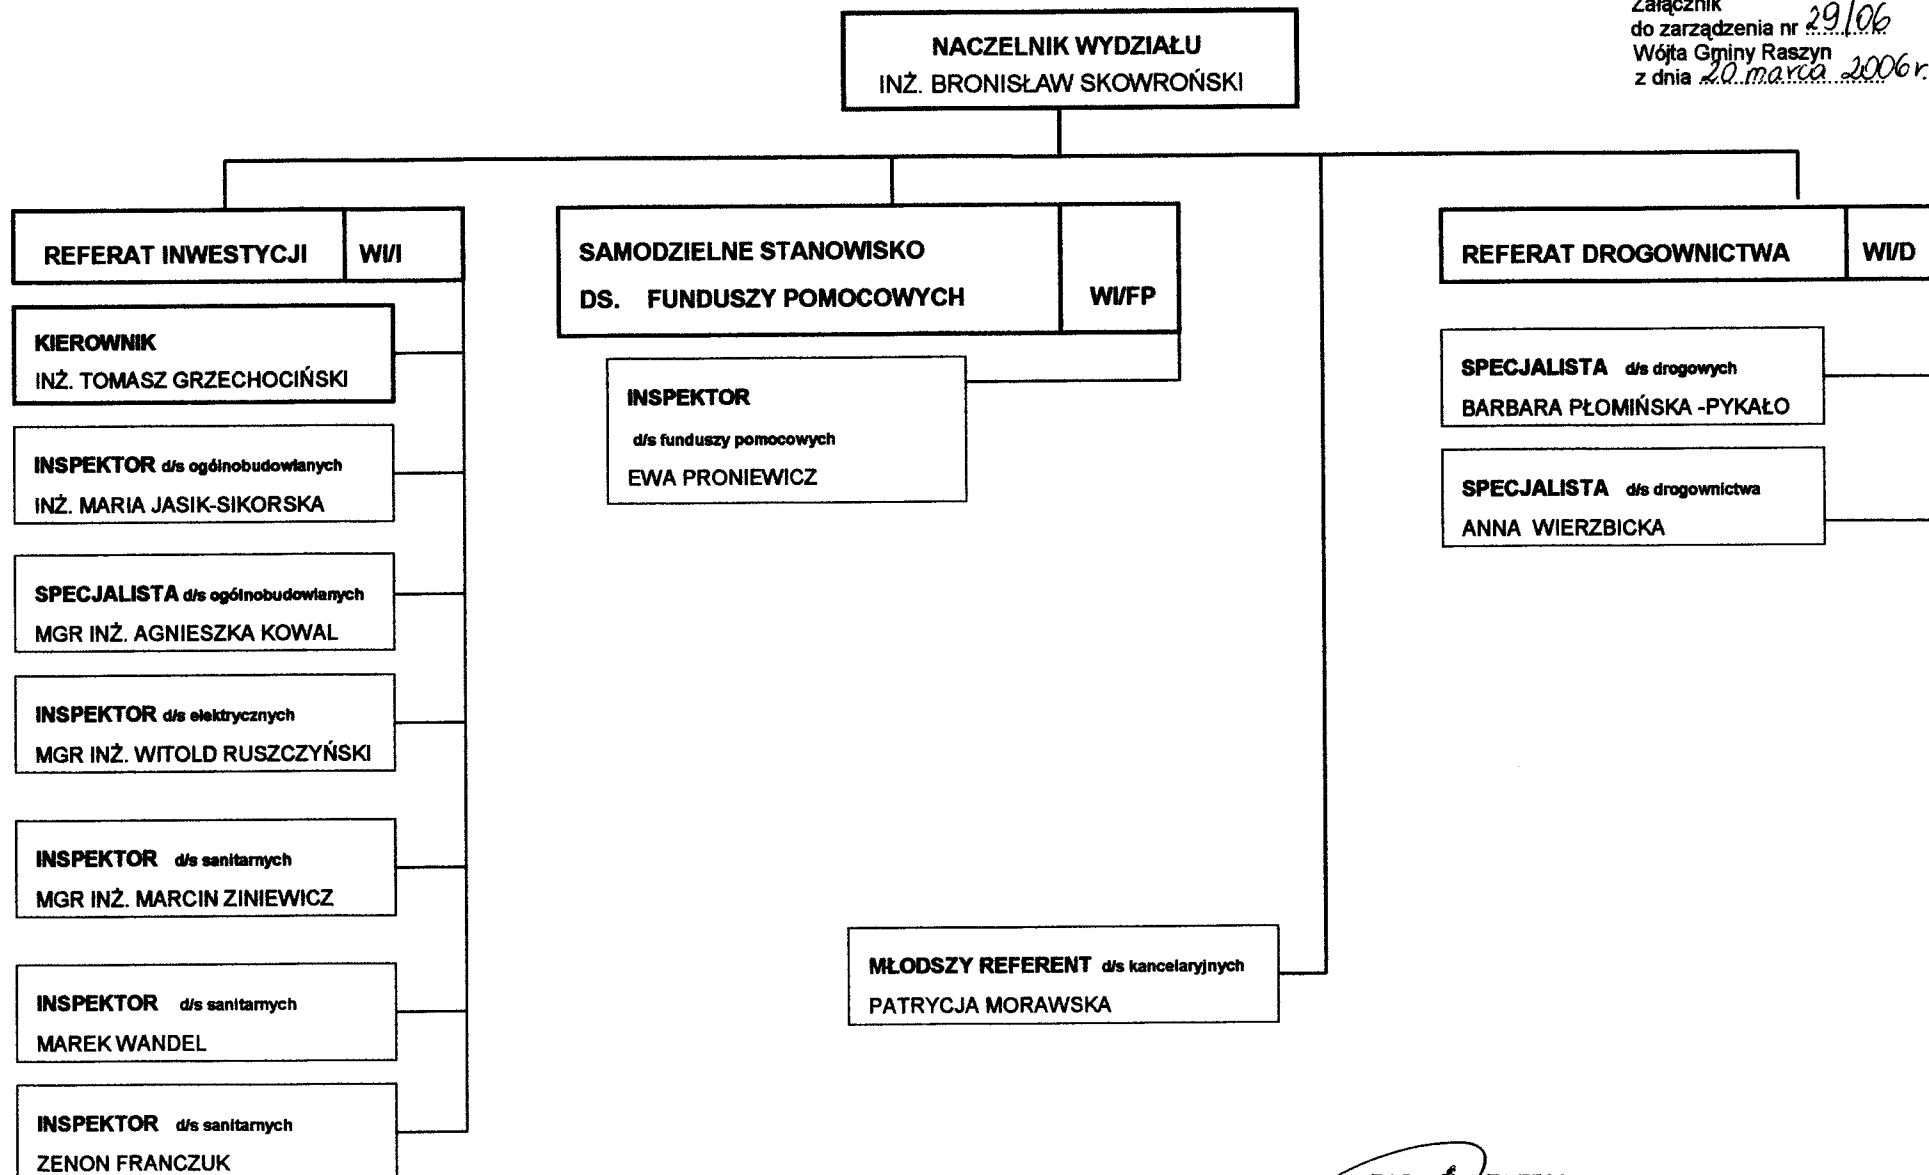 Załącznik
do zarządzenia nr 29/06
Wójta Gminy Raszyn
z dnia 20 marca 2006 r.
NACZELNIK WYDZIAŁU
INŻ. BRONISŁAW SKOWROŃSKI
REFERAT INWESTYCJI WI/I
KIEROWNIK
INŻ. TOMASZ GRZECHOCIŃSKI
INSPEKTOR d/s ogólnobudowlanych
INŻ. MARIA JASIK-SIKORSKA
SPECJALISTA d/s ogólnobudowlanych
MGR INŻ. AGNIESZKA KOWAL
INSPEKTOR d/s elektrycznych
MGR INŻ. WITOLD RUSZCZYŃSKI
INSPEKTOR d/s sanitarnych
MGR INŻ. MARCIN ZINIEWICZ
INSPEKTOR d/s sanitarnych
MAREK WANDEL
INSPEKTOR d/s sanitarnych
ZENON FRANCZUK
SAMODZIELNE STANOWISKO
DS. FUNDUSZY POMOCOWYCH WI/FP
INSPEKTOR
d/s funduszy pomocowych
EWA PRONIEWICZ
MŁODSZY REFERENT d/s kancelaryjnych
PATRYCJA MORAWSKA
REFERAT DROGOWNICTWA WI/D
SPECJALISTA d/s drogowych
BARBARA PŁOMIŃSKA -PYKAŁO
SPECJALISTA d/s drogownictwa
ANNA WIERZBICKA